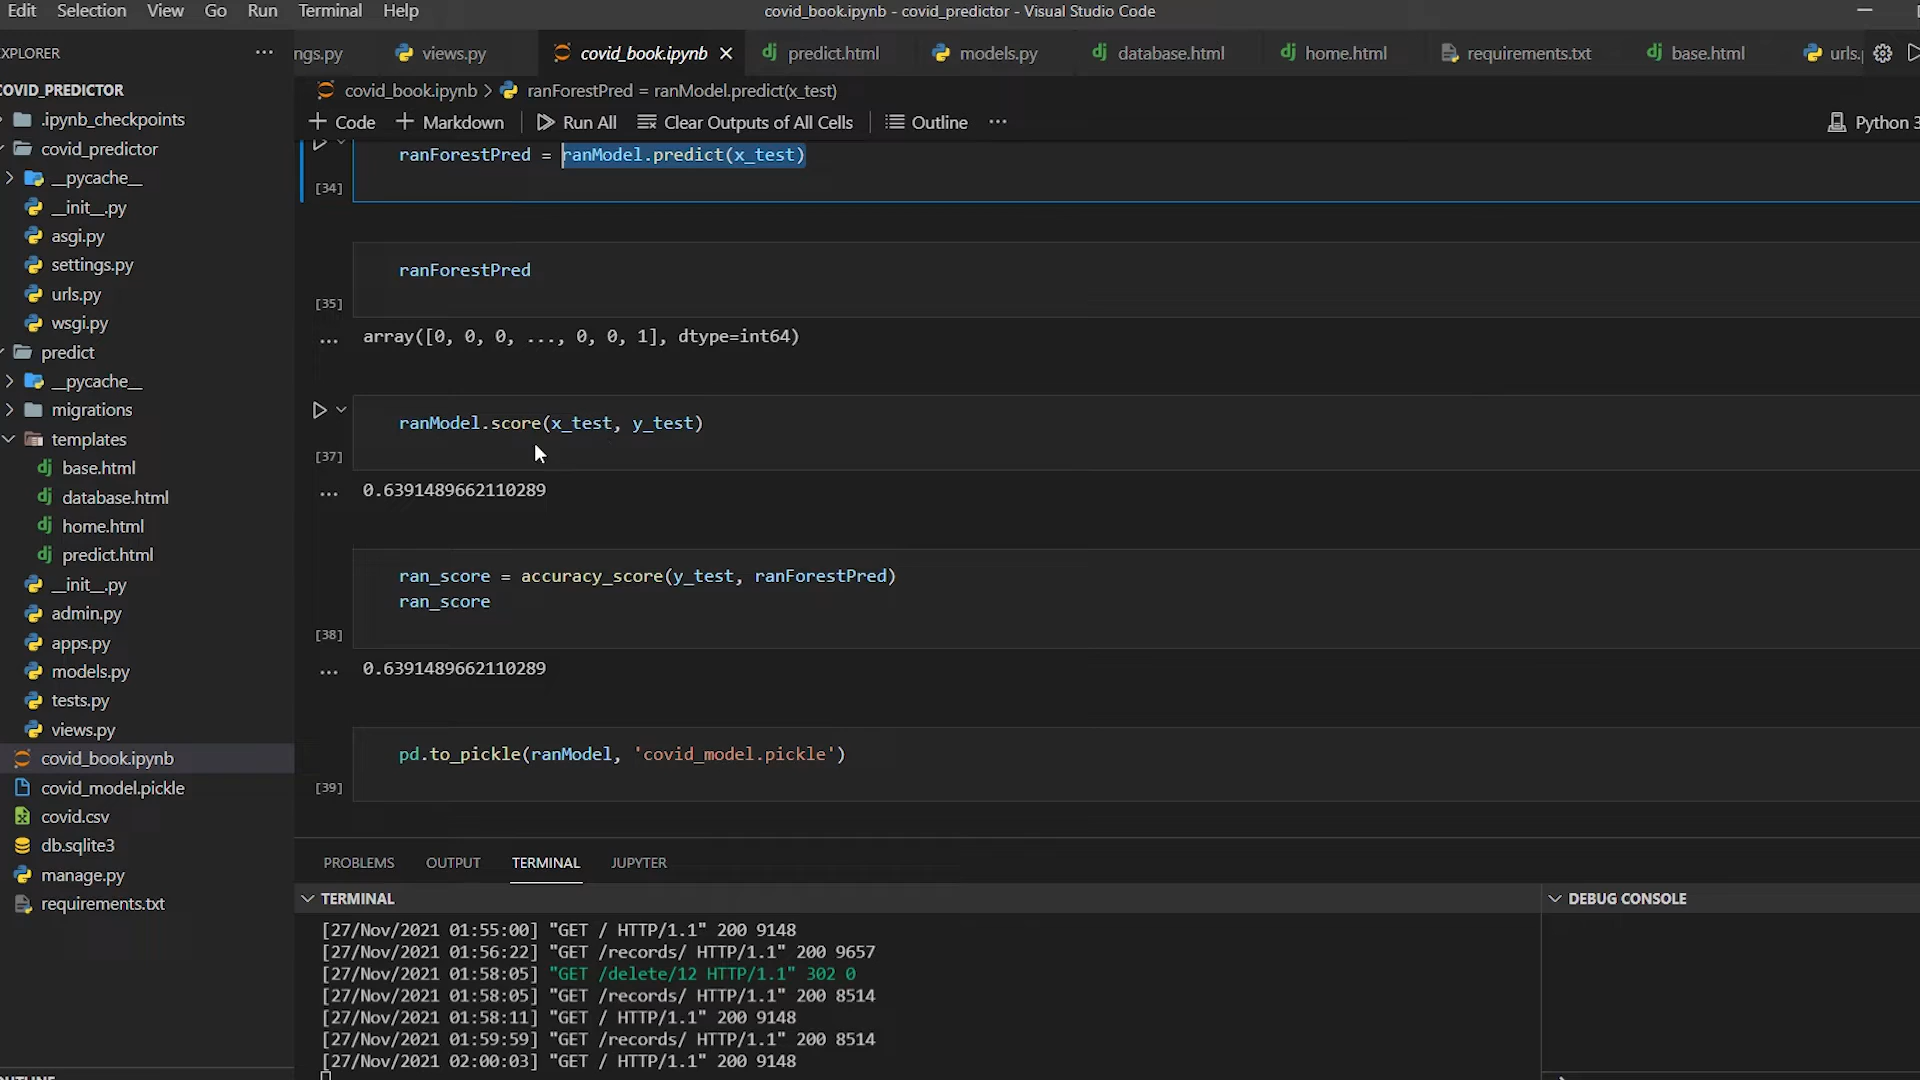 Edit Selection View Go Run Terminal Help
covid_book.ipynb - covid_predictor - Visual Studio Code
XPLORER
ngs.py views.py covid_book.ipynb predict.html models.py database.html home.html requirements.txt base.html urls.
COVID_PREDICTOR
covid_book.ipynb > ranForestPred = ranModel.predict(x_test)
+ Code + Markdown Run All Clear Outputs of All Cells Outline ... Python 3
.ipynb_checkpoints
covid_predictor
__pycache__
__init__.py
asgi.py
settings.py
urls.py
wsgi.py
predict
__pycache__
migrations
templates
base.html
database.html
home.html
predict.html
__init__.py
admin.py
apps.py
models.py
tests.py
views.py
covid_book.ipynb
covid_model.pickle
covid.csv
db.sqlite3
manage.py
requirements.txt
ranForestPred = ranModel.predict(x_test)
[34]
ranForestPred
[35]
... array([0, 0, 0, ..., 0, 0, 1], dtype=int64)
ranModel.score(x_test, y_test)
[37]
... 0.6391489662110289
ran_score = accuracy_score(y_test, ranForestPred)
ran_score
[38]
... 0.6391489662110289
pd.to_pickle(ranModel, 'covid_model.pickle')
[39]
PROBLEMS OUTPUT TERMINAL JUPYTER
TERMINAL
DEBUG CONSOLE
[27/Nov/2021 01:55:00] "GET / HTTP/1.1" 200 9148
[27/Nov/2021 01:56:22] "GET /records/ HTTP/1.1" 200 9657
[27/Nov/2021 01:58:05] "GET /delete/12 HTTP/1.1" 302 0
[27/Nov/2021 01:58:05] "GET /records/ HTTP/1.1" 200 8514
[27/Nov/2021 01:58:11] "GET / HTTP/1.1" 200 9148
[27/Nov/2021 01:59:59] "GET /records/ HTTP/1.1" 200 8514
[27/Nov/2021 02:00:03] "GET / HTTP/1.1" 200 9148